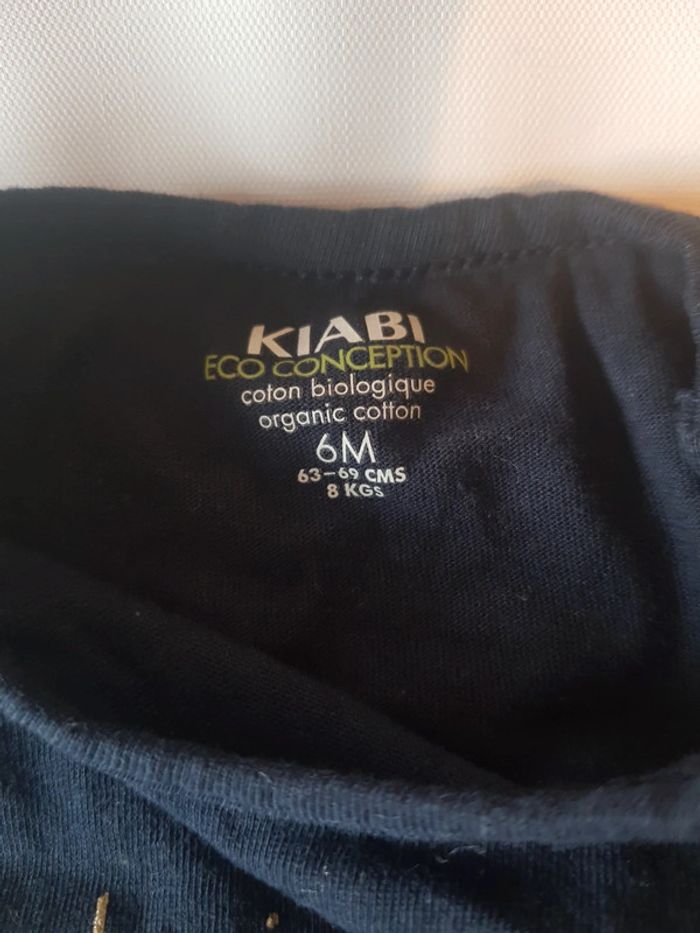 KIABI
ECO CONCEPTION
coton biologique
organic cotton
6M
63-69 CMS
8 KGS